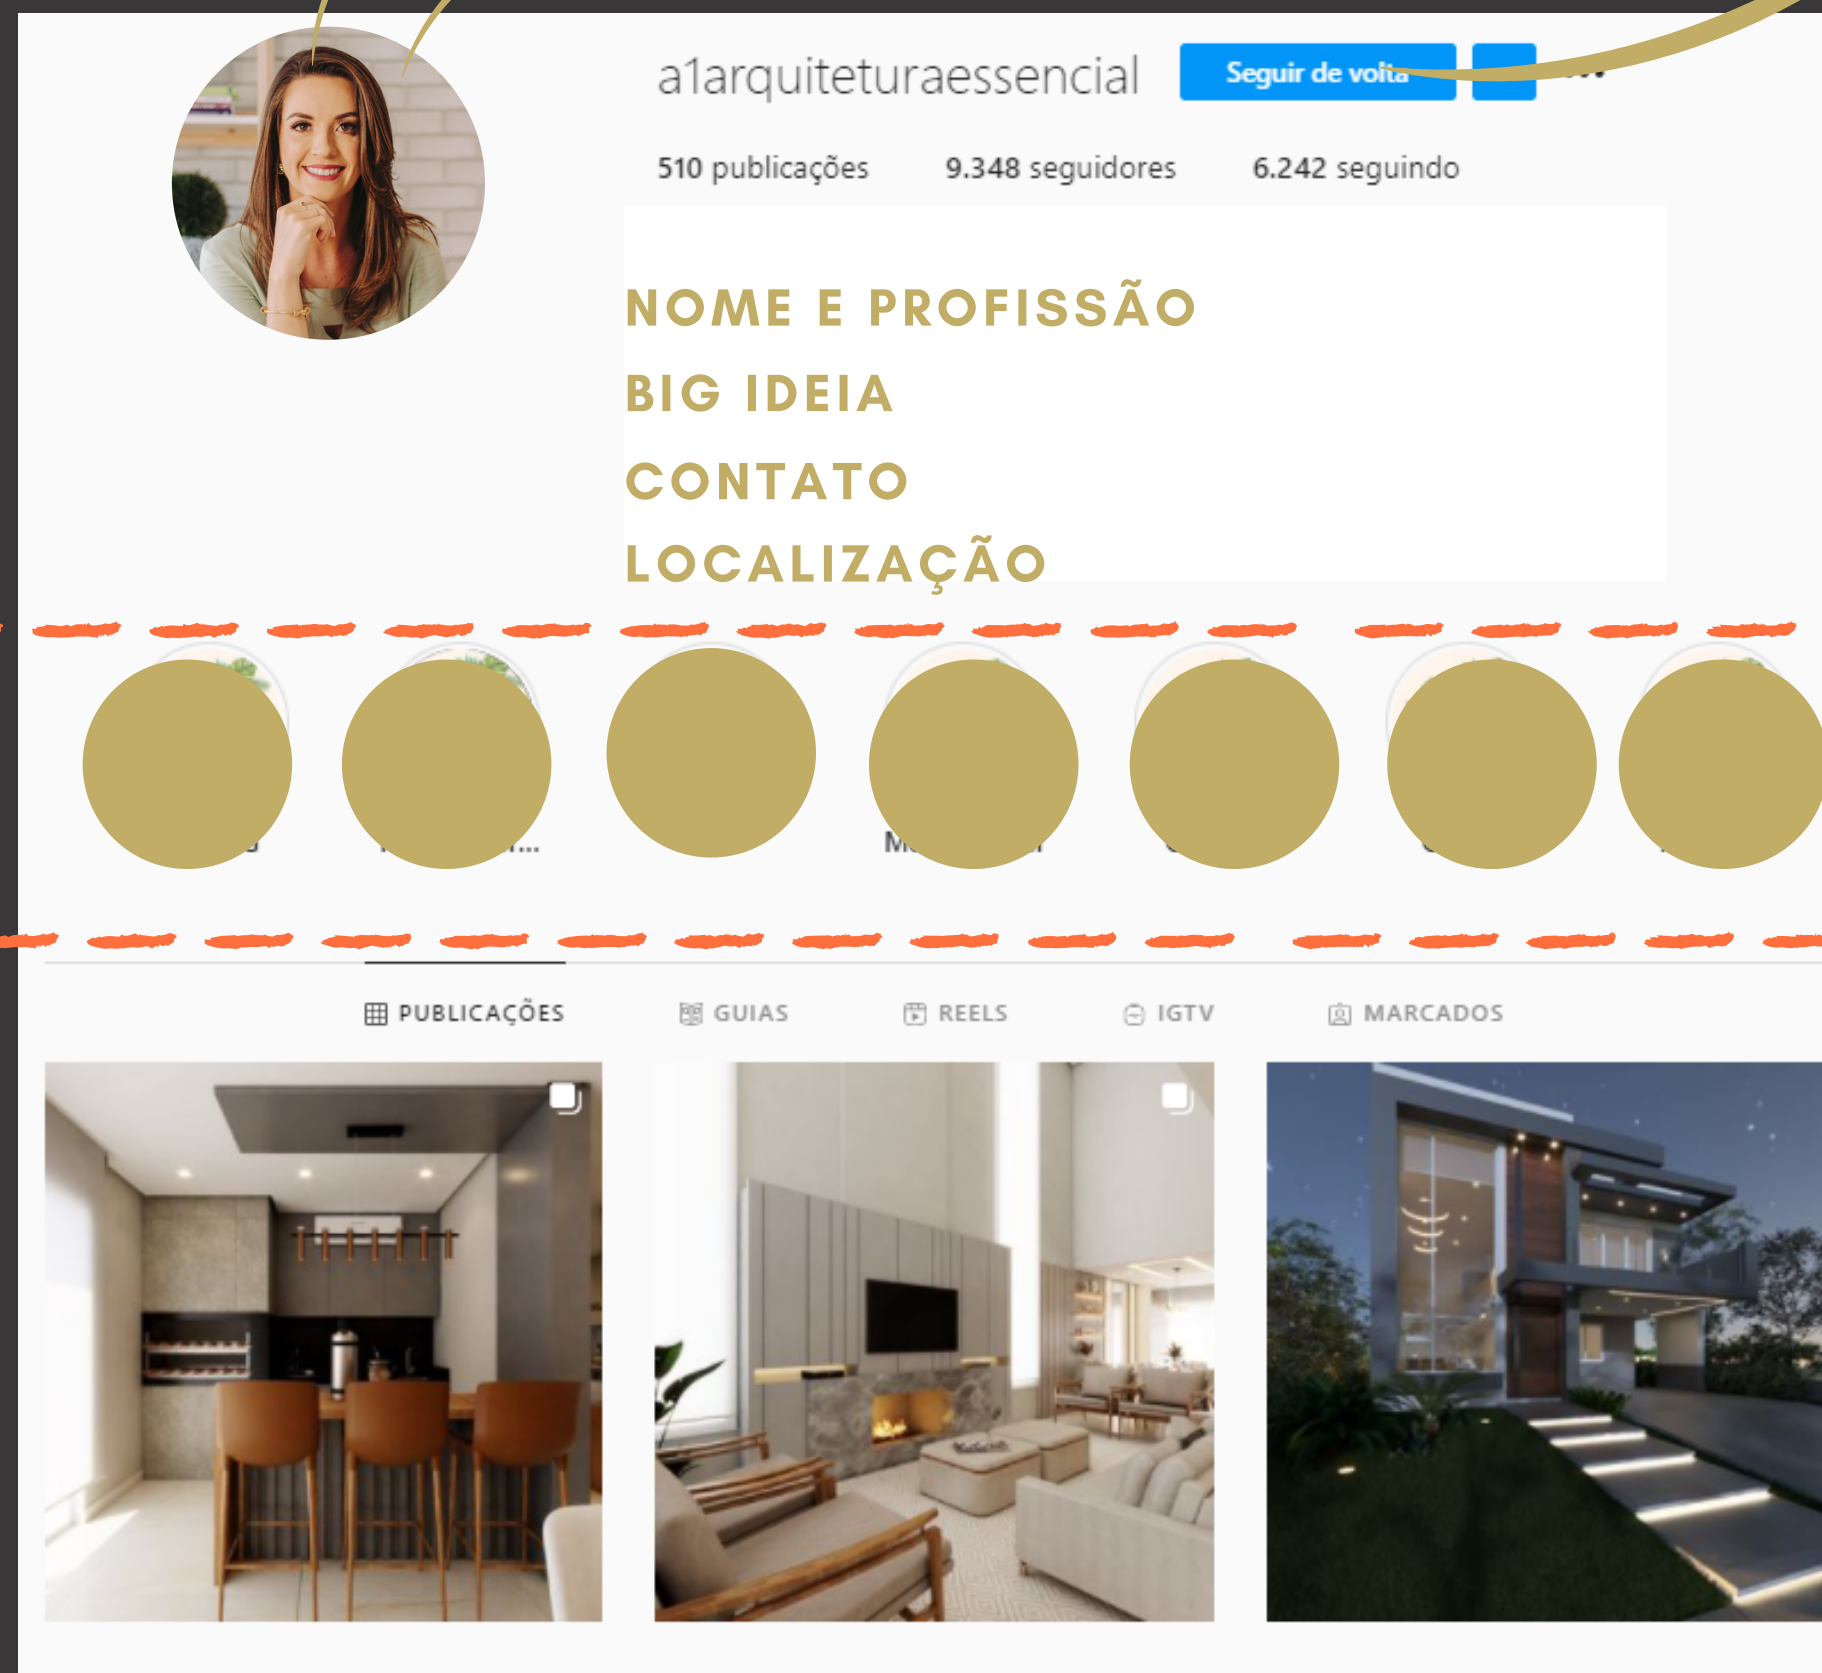 a1arquiteturaessencial Seguir de volta
510 publicações 9.348 seguidores 6.242 seguindo
NOME E PROFISSÃO
BIG IDEIA
CONTATO
LOCALIZAÇÃO
PUBLICAÇÕES GUIAS REELS IGTV MARCADOS